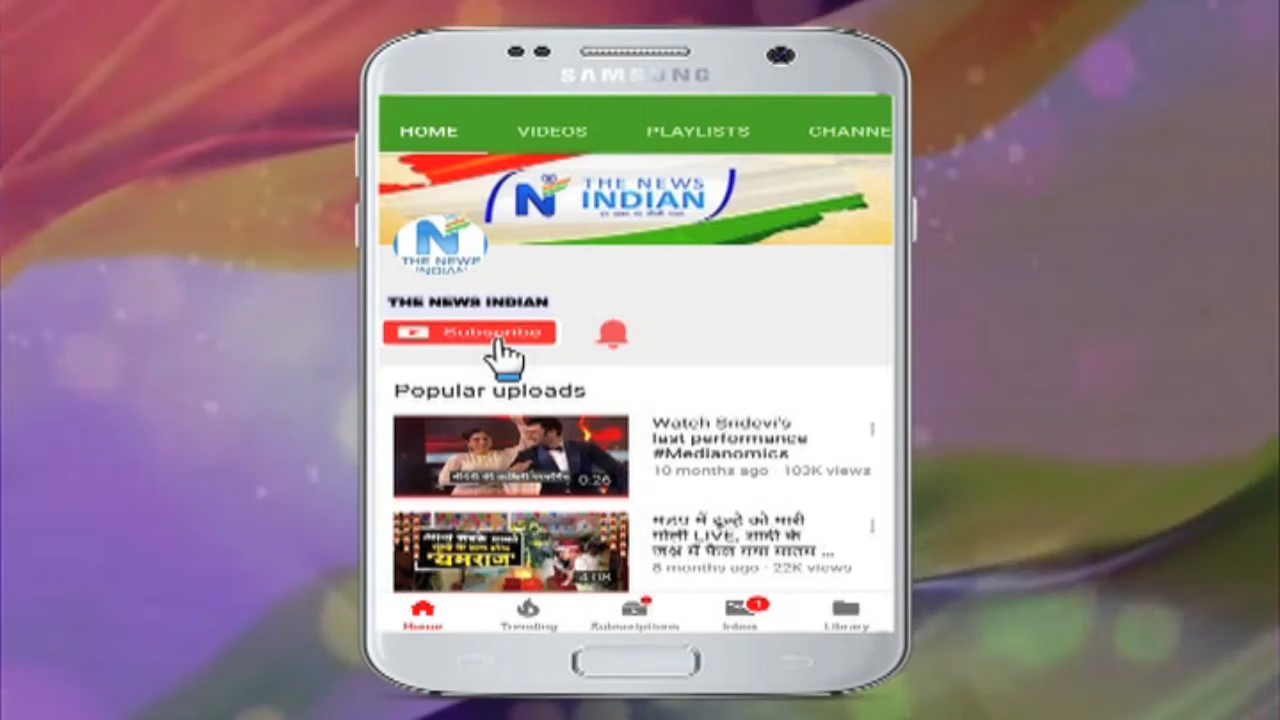 SAMSUNG
HOME VIDEOS PLAYLISTS CHANNE
THE NEWS
INDIAN
N
THE NEWS
INDIAN
THE NEWS INDIAN
Subscribe
Popular uploads
Watch Sridevi's
last performance
#Medianomics
10 months ago · 103K views
0:26
मंडप में दूल्हे को मारी
गोली LIVE, शादी के
जश्न में फैल गया मातम ...
8 months ago · 22K views
'यमराज'
4:08
Home Trending Subscriptions Inbox Library
1